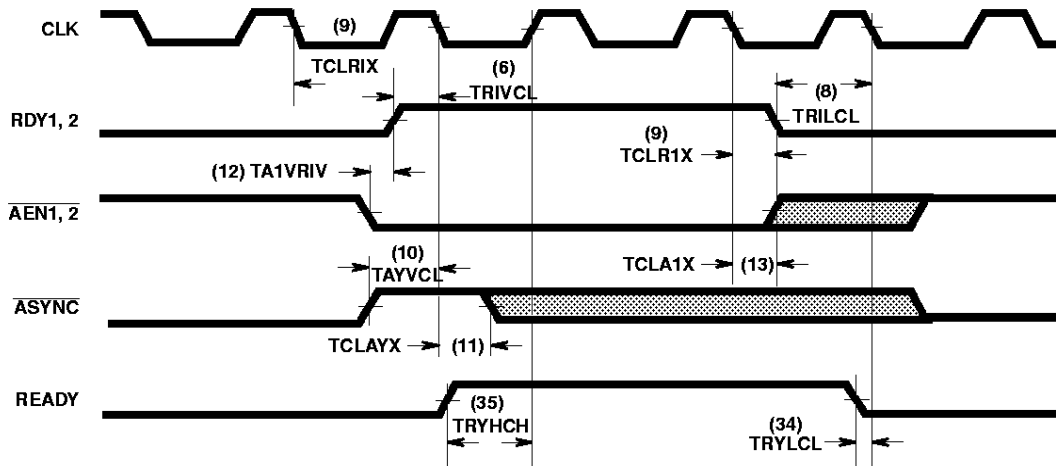 CLK
(9)
TCLRIX
(6)
TRIVCL
(8)
TRILCL
RDY1, 2
(9)
TCLR1X
(12) TA1VRIV
AEN1, 2
(10)
TAYVCL
TCLA1X
(13)
ASYNC
TCLAYX
(11)
READY
(35)
TRYHCH
(34)
TRYLCL